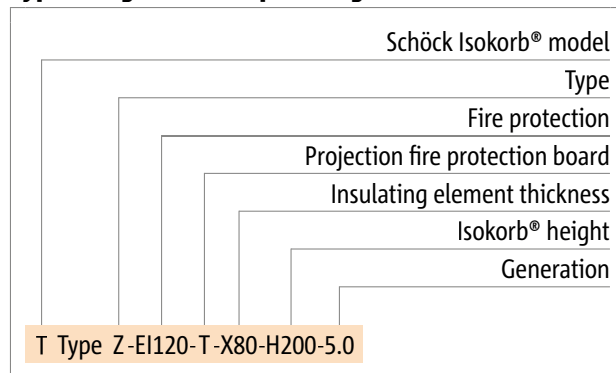 Schöck Isokorb® model
Type
Fire protection
Projection fire protection board
Insulating element thickness
Isokorb® height
Generation
T Type Z-EI120-T-X80-H200-5.0